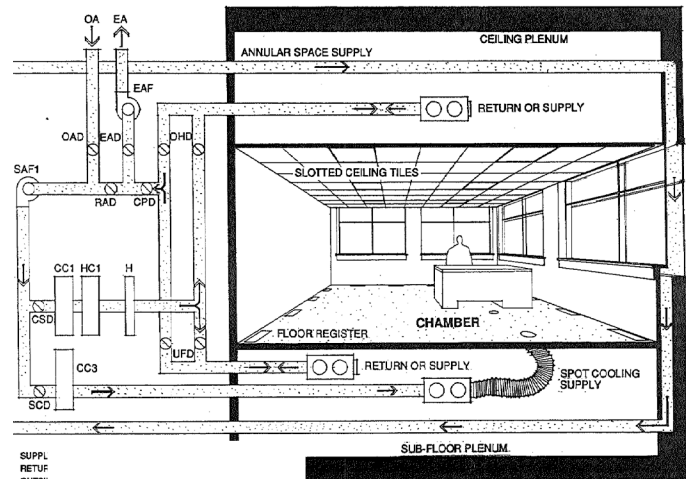 OA EA
CEILING PLENUM
ANNULAR SPACE SUPPLY
EAF
RETURN OR SUPPLY
OAD EAD OHD
SAF1
SLOTTED CEILING TILES
RAD CPD
CC1 HC1 H
CSD
FLOOR REGISTER
CHAMBER
UFD
CC3
RETURN OR SUPPLY
SPOT COOLING
SUPPLY
SCD
SUB-FLOOR PLENUM
SUPPL